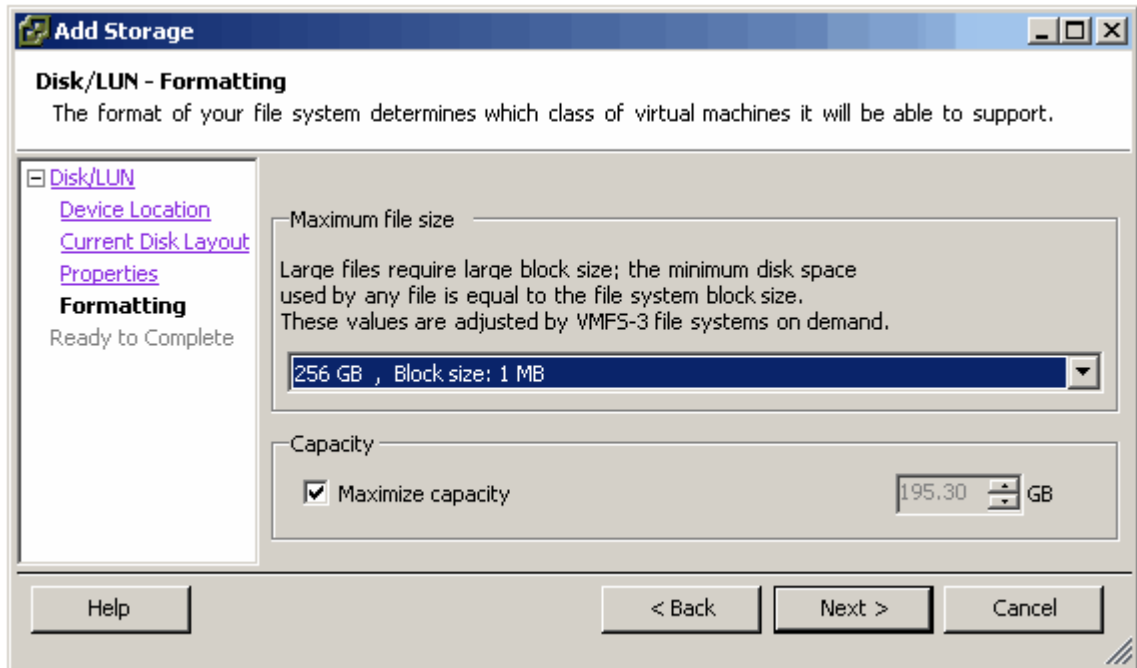 Add Storage
Disk/LUN - Formatting
The format of your file system determines which class of virtual machines it will be able to support.
Disk/LUN
Device Location
Current Disk Layout
Properties
Formatting
Ready to Complete
Maximum file size
Large files require large block size; the minimum disk space
used by any file is equal to the file system block size.
These values are adjusted by VMFS-3 file systems on demand.
256 GB , Block size: 1 MB
Capacity
Maximize capacity
195.30 GB
Help
< Back
Next >
Cancel